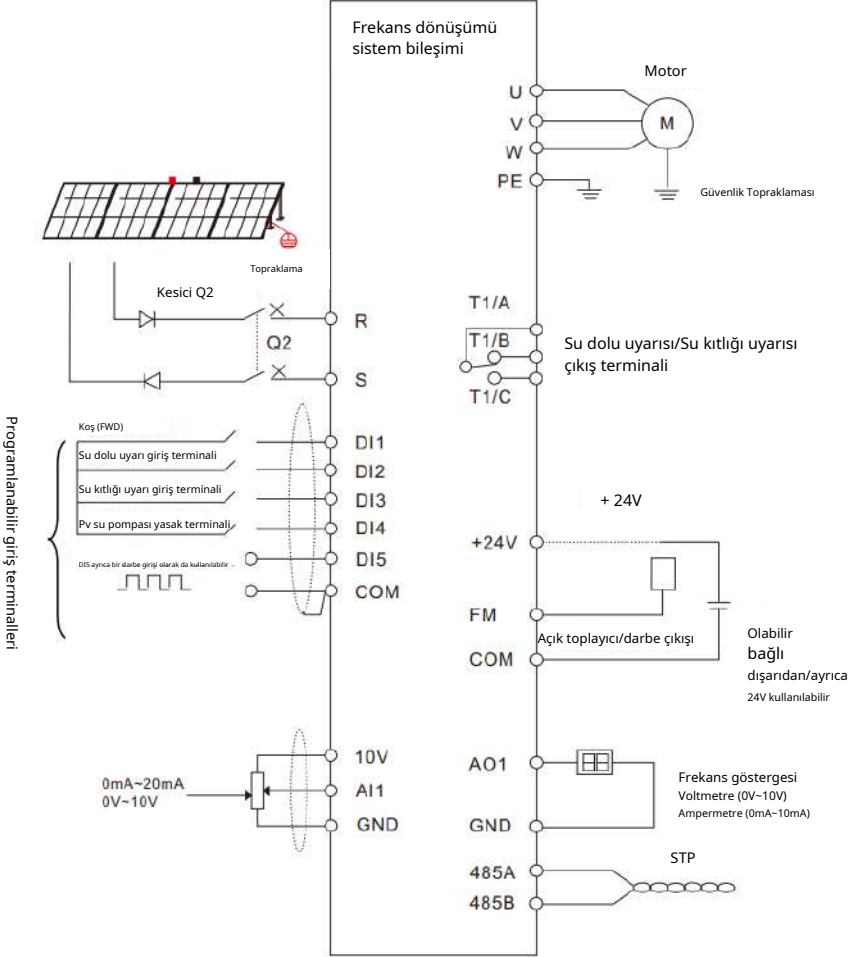 Frekans dönüşümü
sistem bileşimi
Motor
U
M
V
W
PE
Güvenlik Topraklaması
Topraklama
Kesici Q2
R
Q2
S
T1/A
T1/B
T1/C
Su dolu uyarısı/Su kıtlığı uyarısı
çıkış terminali
Programlanabilir giriş terminalleri
Koş (FWD)
DI1
Su dolu uyarı giriş terminali
DI2
Su kıtlığı uyarı giriş terminali
DI3
Pv su pompası yasak terminali
DI4
DI5 ayrıca bir darbe girişi olarak da kullanılabilir
DI5
COM
+ 24V
+24V
FM
Açık toplayıcı/darbe çıkışı
COM
Olabilir
bağlı
dışarıdan/ayrıca
24V kullanılabilir
0mA~20mA
0V~10V
10V
AI1
GND
AO1
GND
Frekans göstergesi
Voltmetre (0V~10V)
Ampermetre (0mA~10mA)
STP
485A
485B